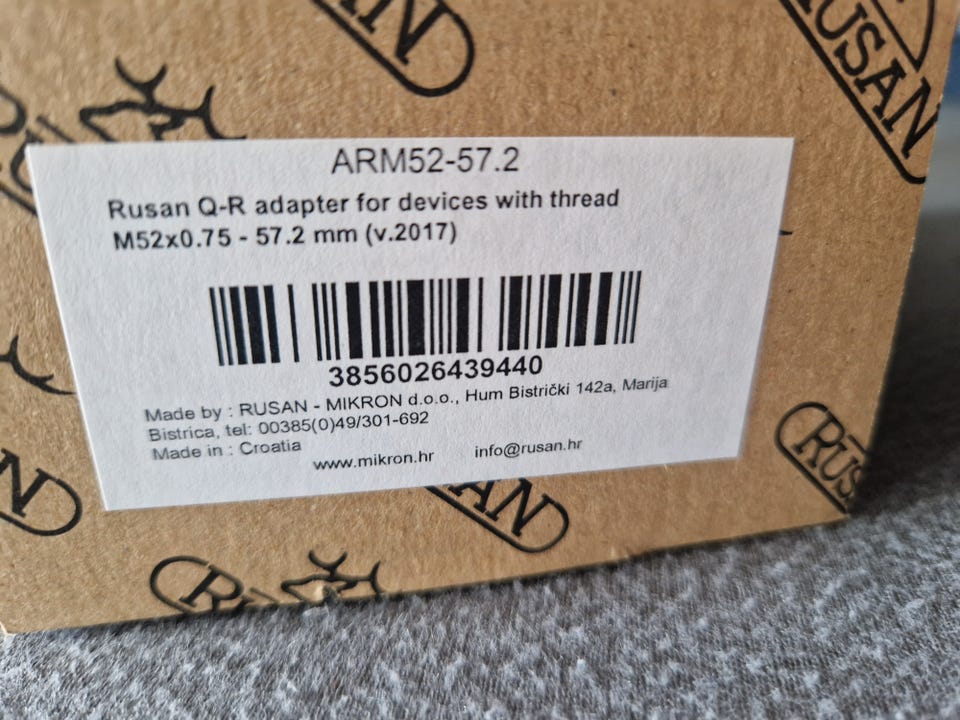 RUSAN
ARM52-57.2
Rusan Q-R adapter for devices with thread
M52x0.75 - 57.2 mm (v.2017)
3856026439440
Made by : RUSAN - MIKRON d.o.o., Hum Bistrički 142a, Marija
Bistrica, tel: 00385(0)49/301-692
Made in : Croatia
www.mikron.hr info@rusan.hr